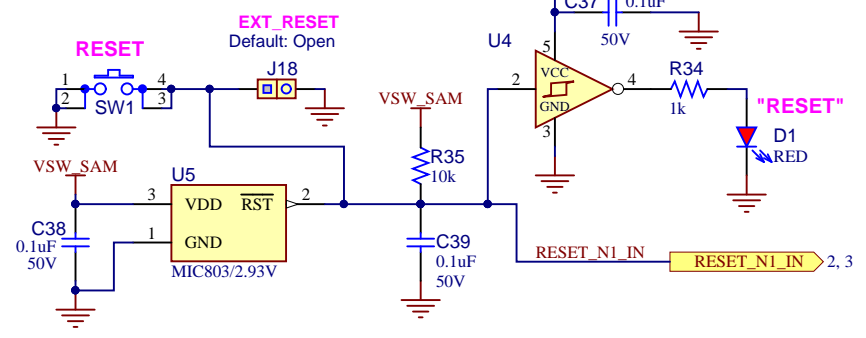 C37
0.1uF
50V
EXT_RESET
Default: Open
RESET
J18
1
2
4
3
SW1
U4
5
2
VCC
GND
4
3
R34
1k
"RESET"
D1
RED
VSW_SAM
R35
10k
VSW_SAM
U5
3
VDD
RST
2
1
GND
MIC803/2.93V
C38
0.1uF
50V
C39
0.1uF
50V
RESET_N1_IN
RESET_N1_IN
2, 3